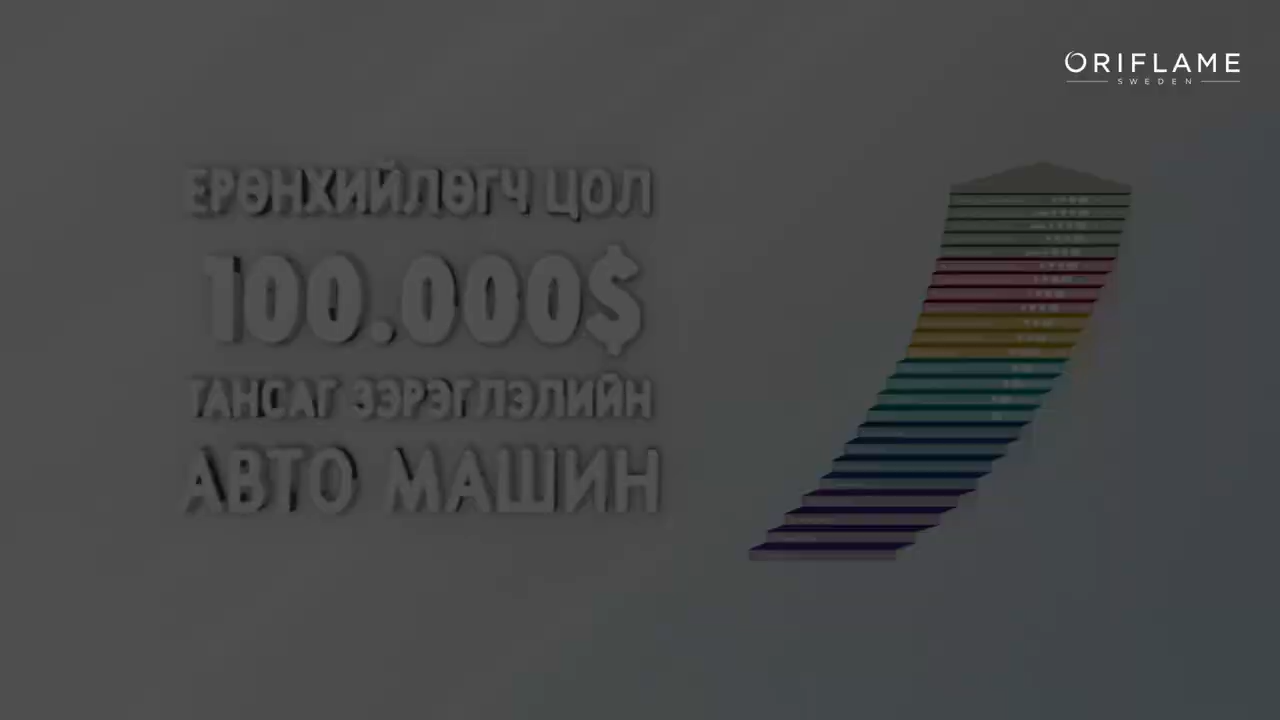 ORIFLAME
SWEDEN
ЕРӨНХИЙЛӨГЧ ЦОЛ
100.000$
ТАНСАГ ЗЭРЭГЛЭЛИЙН
АВТО МАШИН